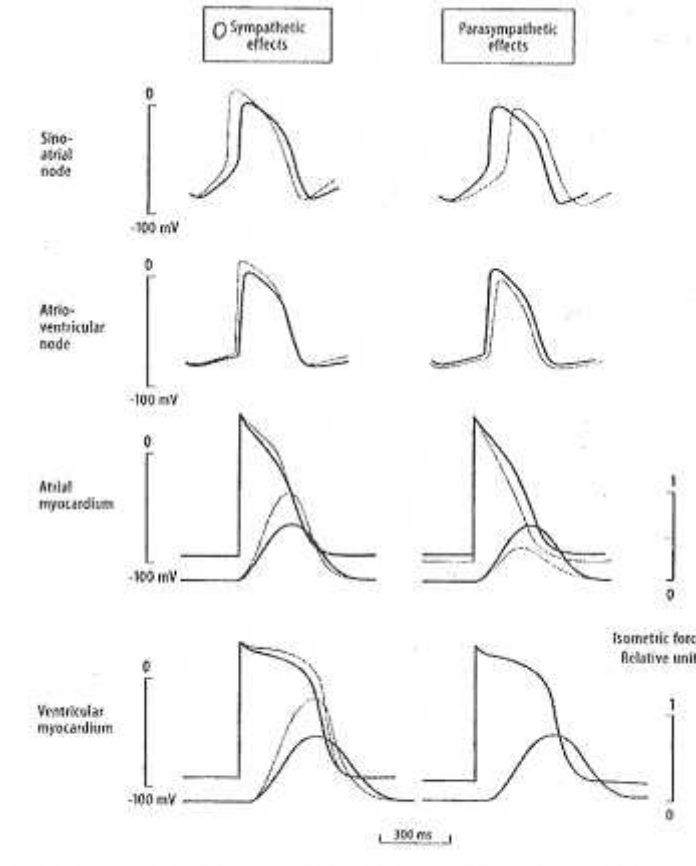 O Sympathetic
effects
Parasympathetic
effects
0
Sino-
atrial
node
-100 mV
0
Atrio-
ventricular
node
-100 mV
0
Atrial
myocardium
-100 mV
1
0
Isometric forc
Relative unit
0
Ventricular
myocardium
-100 mV
1
0
300 ms